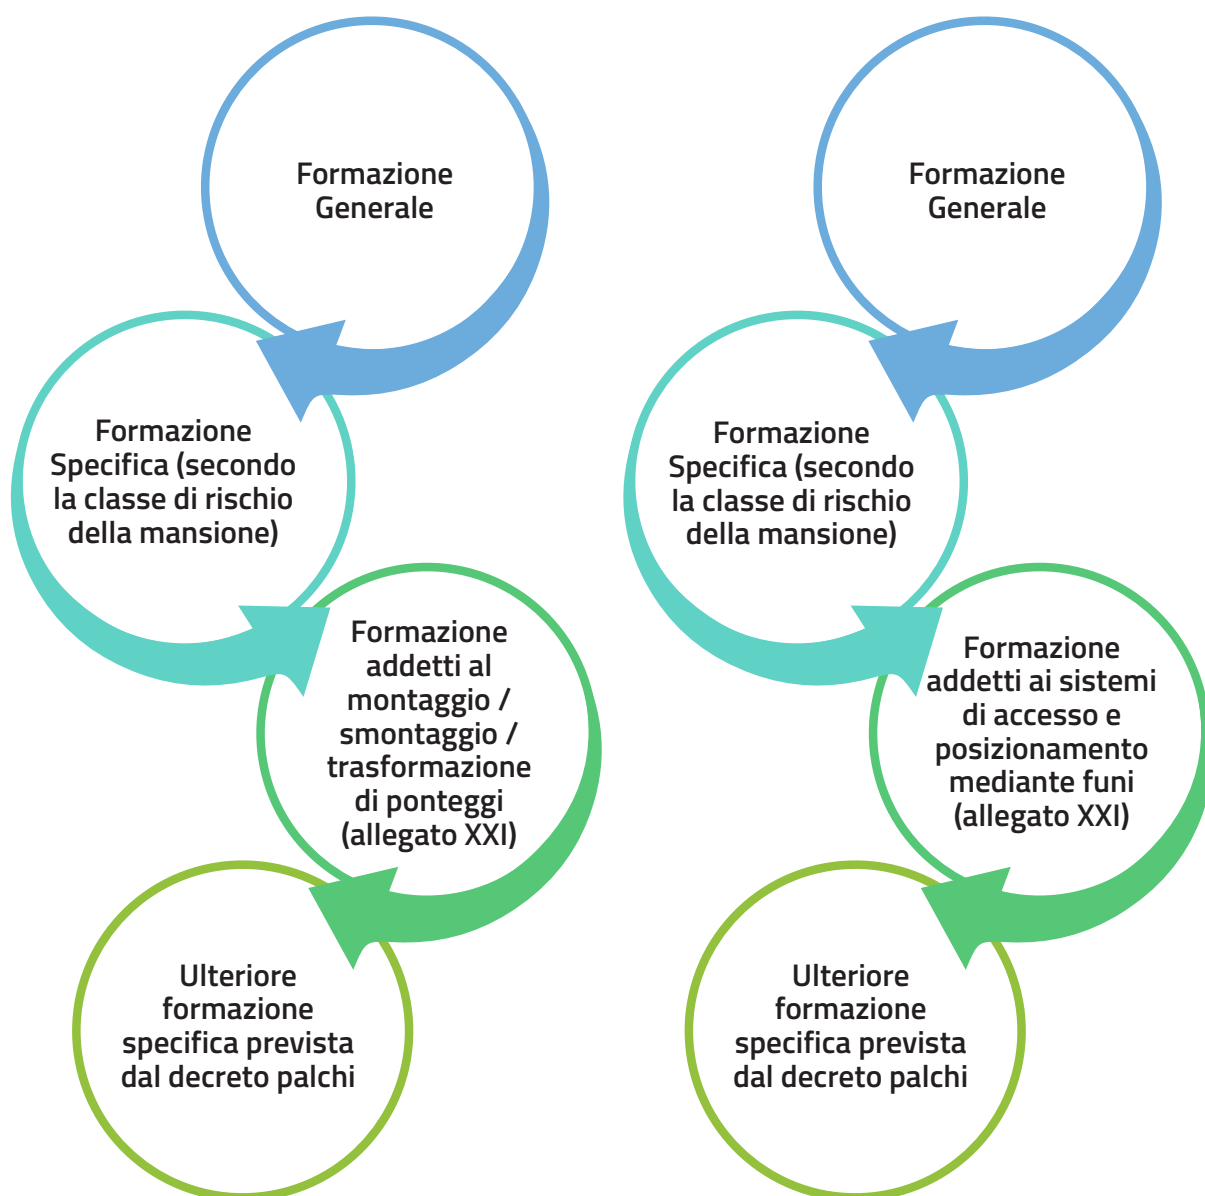 Formazione
Generale
Formazione
Specifica (secondo
la classe di rischio
della mansione)
Formazione
addetti al
montaggio /
smontaggio /
trasformazione
di ponteggi
(allegato XXI)
Ulteriore
formazione
specifica prevista
dal decreto palchi
Formazione
Generale
Formazione
Specifica (secondo
la classe di rischio
della mansione)
Formazione
addetti ai sistemi
di accesso e
posizionamento
mediante funi
(allegato XXI)
Ulteriore
formazione
specifica prevista
dal decreto palchi